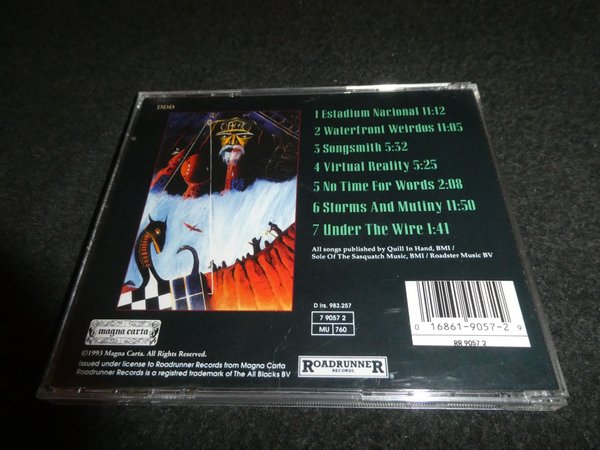 DDD
1 Estadium Nacional 11:12
2 Waterfront Weirdos 11:05
3 Songsmith 5:32
4 Virtual Reality 5:25
5 No Time For Words 2:08
6 Storms And Mutiny 11:50
7 Under The Wire 1:41
All songs published by Quill In Hand, BMI /
Sole Of The Sasquatch Music, BMI / Roadster Music BV
D Irs. 983.257
7 9057 2
MU 760
0 16861-9057-2 9
RR 9057 2
magna carta
©1993 Magna Carta. All Rights Reserved.
Issued under license to Roadrunner Records from Magna Carta
Roadrunner Records is a registred trademark of The All Blacks BV
ROADRUNNER
RECORDS